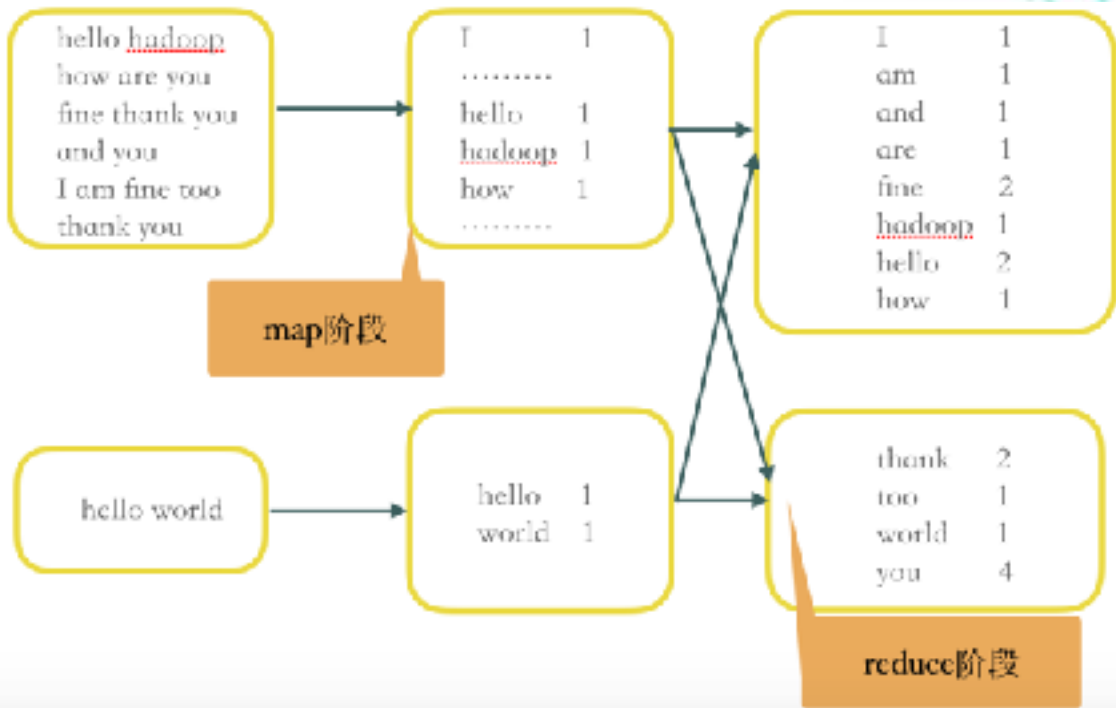 hello hadoop
how are you
fine thank you
and you
I am fine too
thank you
I 1
.........
hello 1
hadoop 1
how 1
.........
I 1
am 1
and 1
are 1
fine 2
hadoop 1
hello 2
how 1
map阶段
hello world
hello 1
world 1
thank 2
too 1
world 1
you 4
reduce阶段